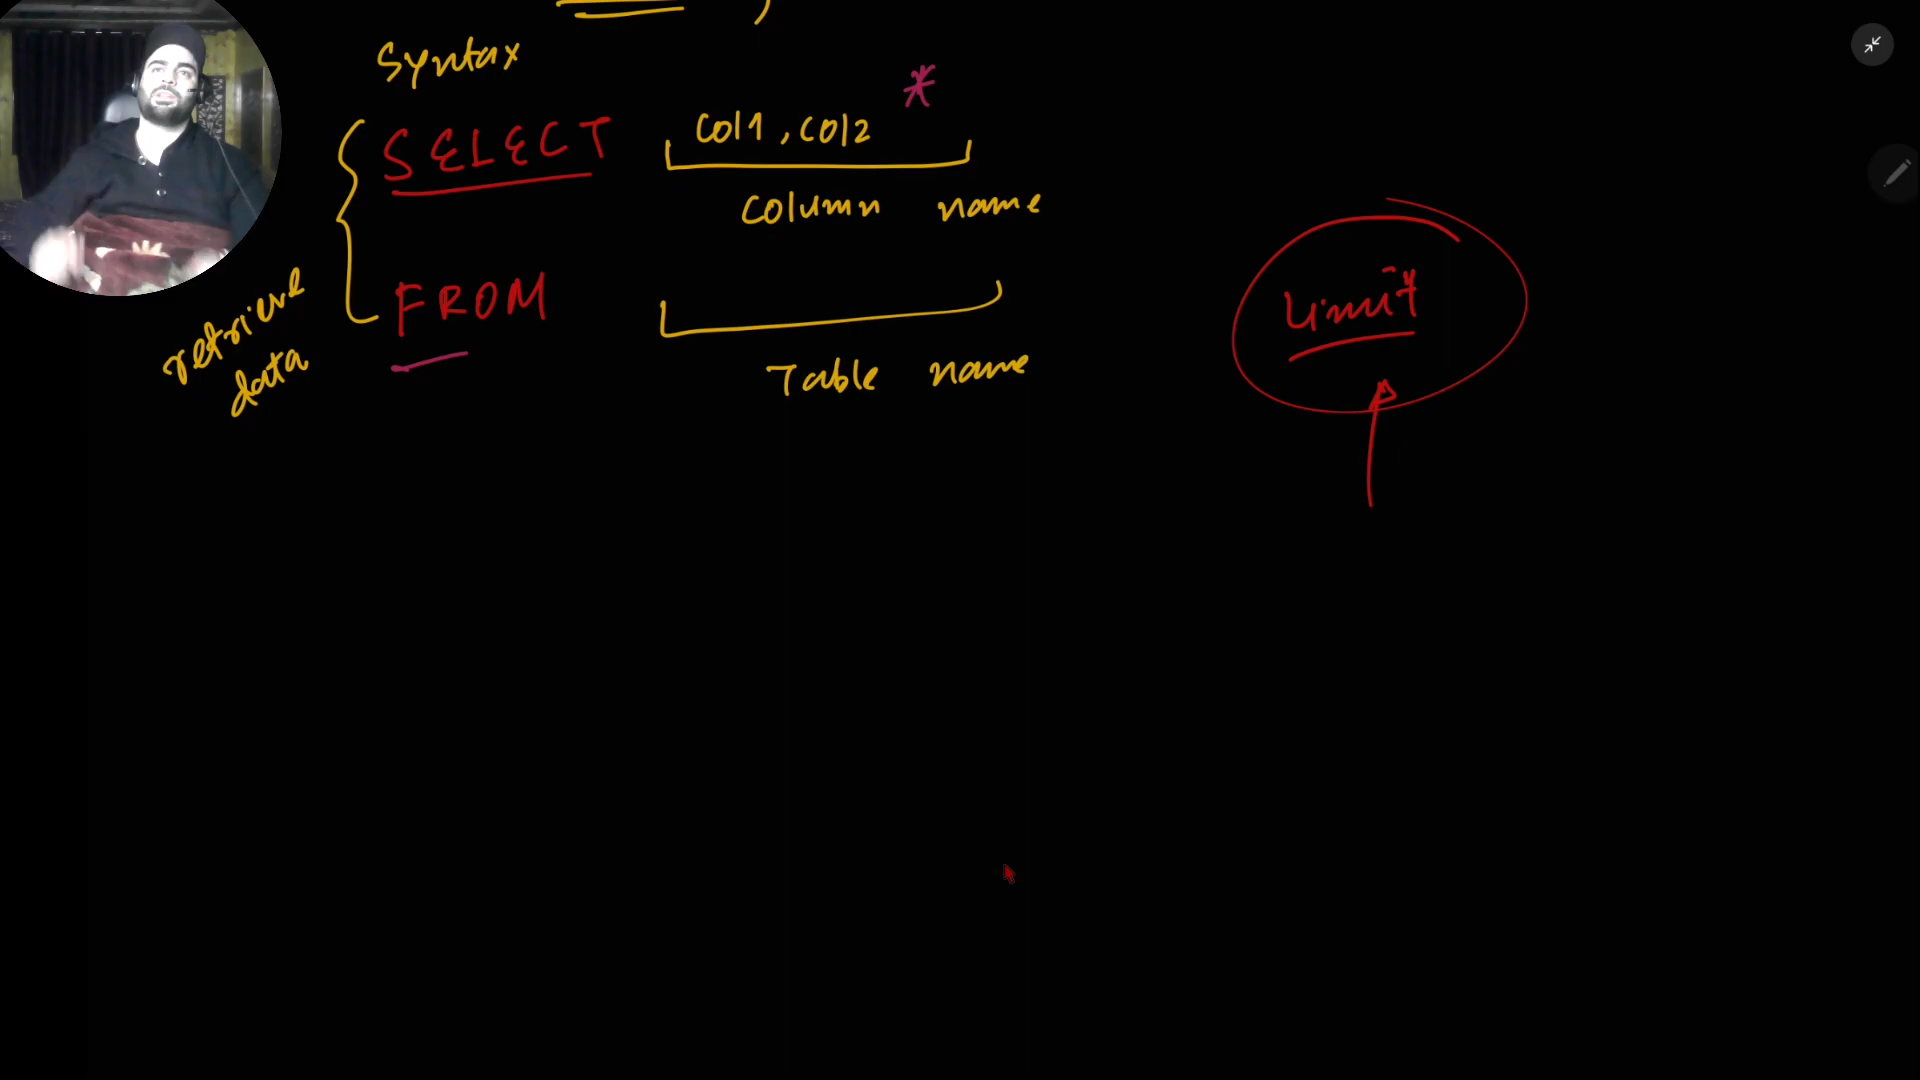 Syntax
*
SELECT col1, col2
column name
FROM
Table name
retrieve
data
Limit